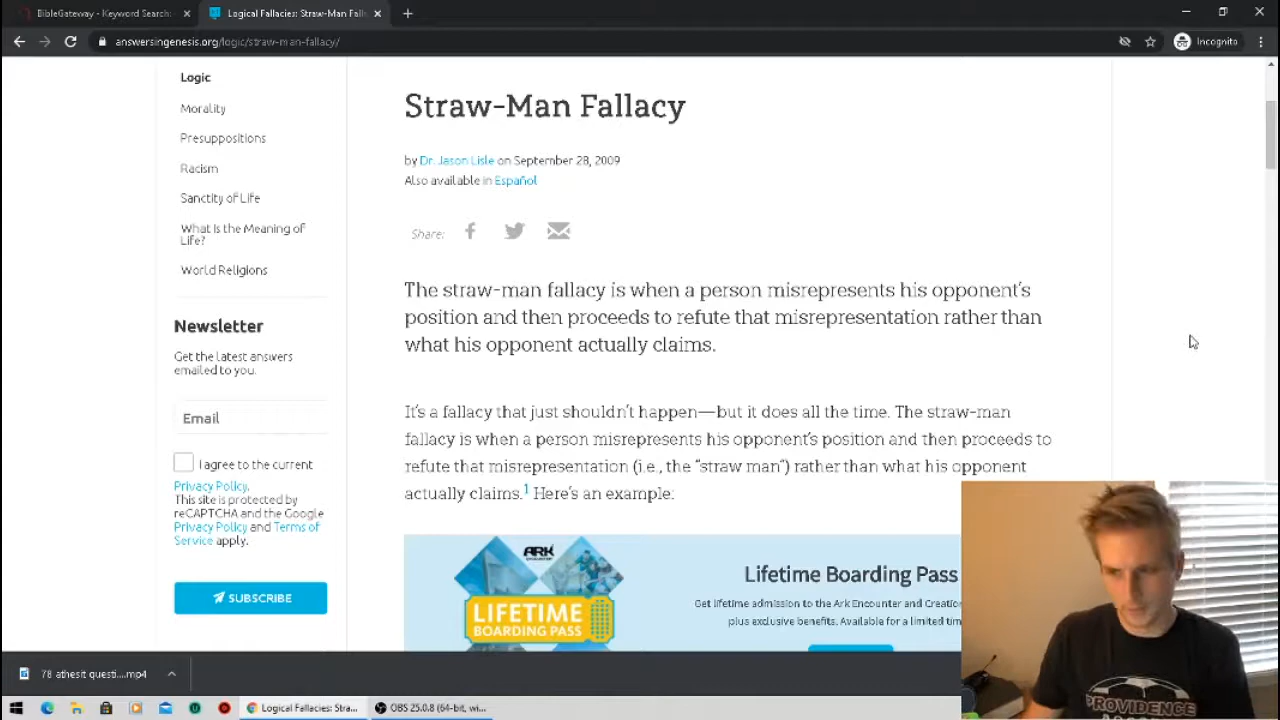 BibleGateway - Keyword Search:
Logical Fallacies: Straw-Man Fall
answersingenesis.org/logic/straw-man-fallacy/
Incognito
Logic
Morality
Presuppositions
Racism
Sanctity of Life
What Is the Meaning of
Life?
World Religions
Newsletter
Get the latest answers
emailed to you.
Email
I agree to the current
Privacy Policy.
This site is protected by
reCAPTCHA and the Google
Privacy Policy and Terms of
Service apply.
SUBSCRIBE
Straw-Man Fallacy
by Dr. Jason Lisle on September 28, 2009
Also available in Español
Share:
The straw-man fallacy is when a person misrepresents his opponent's
position and then proceeds to refute that misrepresentation rather than
what his opponent actually claims.
It's a fallacy that just shouldn't happen—but it does all the time. The straw-man
fallacy is when a person misrepresents his opponent's position and then proceeds to
refute that misrepresentation (i.e., the "straw man") rather than what his opponent
actually claims.1 Here's an example:
ARK
LIFETIME
BOARDING PASS
Lifetime Boarding Pass
Get lifetime admission to the Ark Encounter and Creatio
plus exclusive benefits. Available for a limited tim
PROVIDENCE
78 athesit questi....mp4
Logical Fallacies: Stra...
OBS 25.0.8 (64-bit, wi...